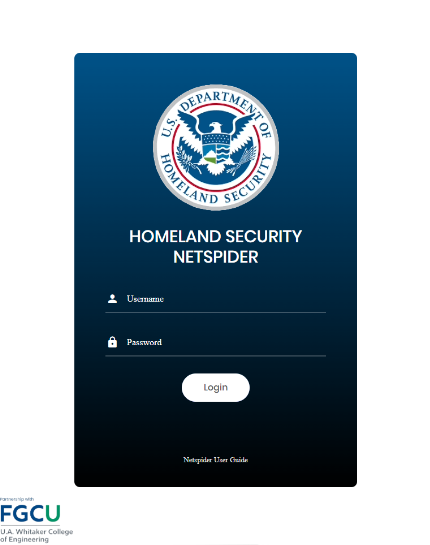 U.S. DEPARTMENT OF
HOMELAND SECURITY
HOMELAND SECURITY
NETSPIDER
Username
Password
Login
Netspider User Guide
Partnership with
FGCU
U.A. Whitaker College
of Engineering